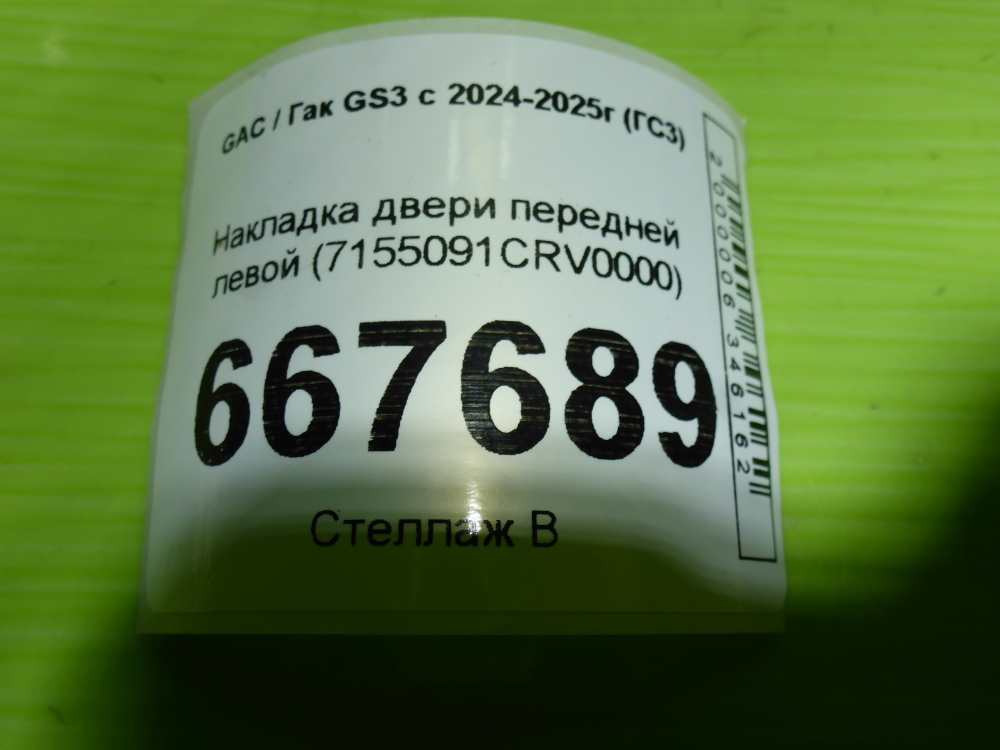 GAC / Гак GS3 с 2024-2025г (ГС3)
Накладка двери передней
левой (7155091CRV0000)
667689
Стеллаж В
2000006346162